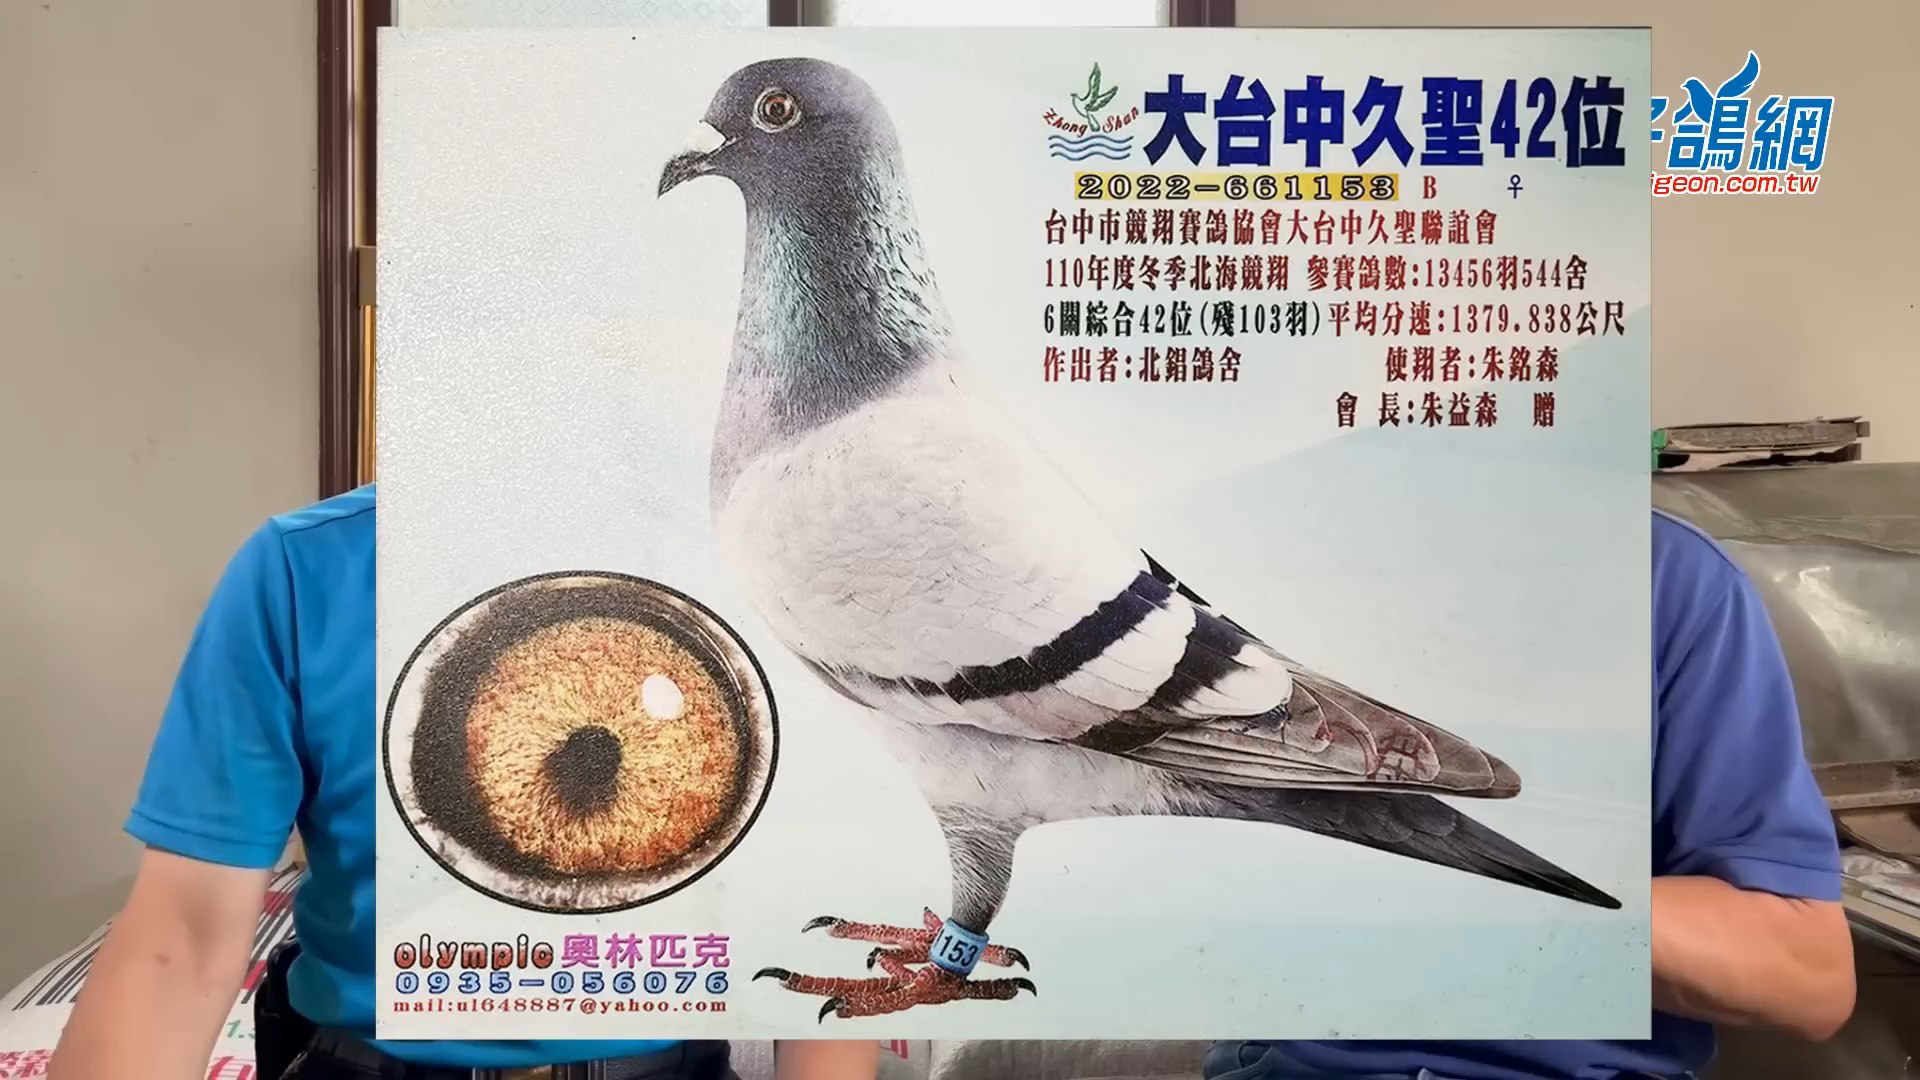 Zhong Shan
大台中久聖42位
鴿網
igeon.com.tw
2022-661153 B ♀
台中市競翔賽鴿協會大台中久聖聯誼會
110年度冬季北海競翔 參賽鴿數:13456羽544舍
6關綜合42位(殘103羽)平均分速:1379.838公尺
作出者:北錩鴿舍 使翔者:朱銘森
會 長:朱益森 贈
153
olympic奧林匹克
0935-056076
mail:ul648887@yahoo.com